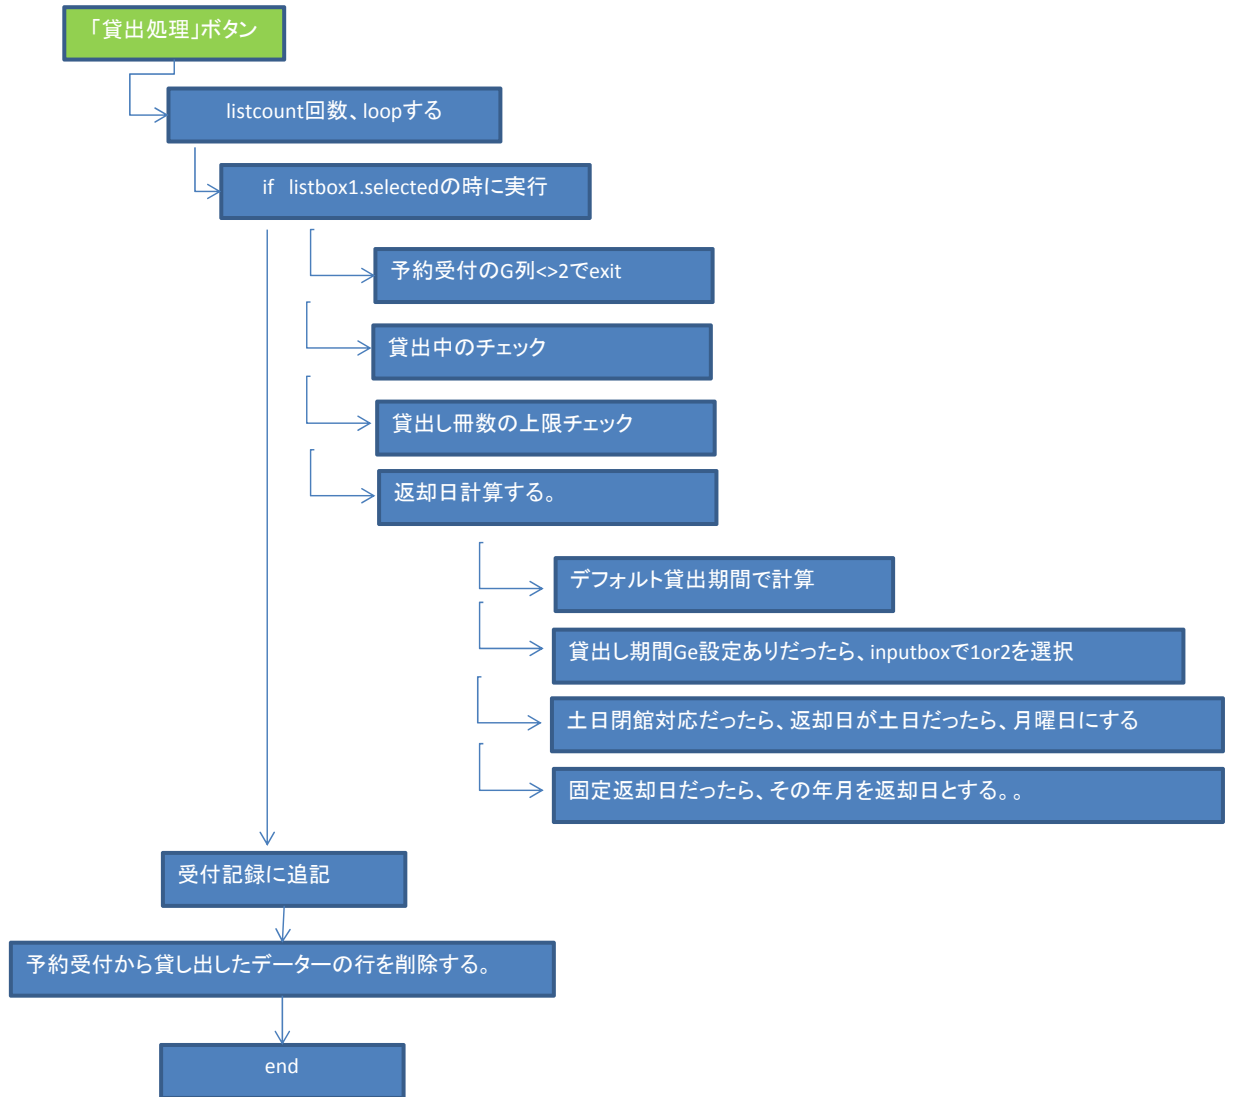 「貸出処理」ボタン
listcount回数、loopする
if listbox1.selectedの時に実行
予約受付のG列<>2でexit
貸出中のチェック
貸出し冊数の上限チェック
返却日計算する。
デフォルト貸出期間で計算
貸出し期間Ge設定ありだったら、inputboxで1or2を選択
土日閉館対応だったら、返却日が土日だったら、月曜日にする
固定返却日だったら、その年月を返却日とする。。
受付記録に追記
予約受付から貸し出したデーターの行を削除する。
end